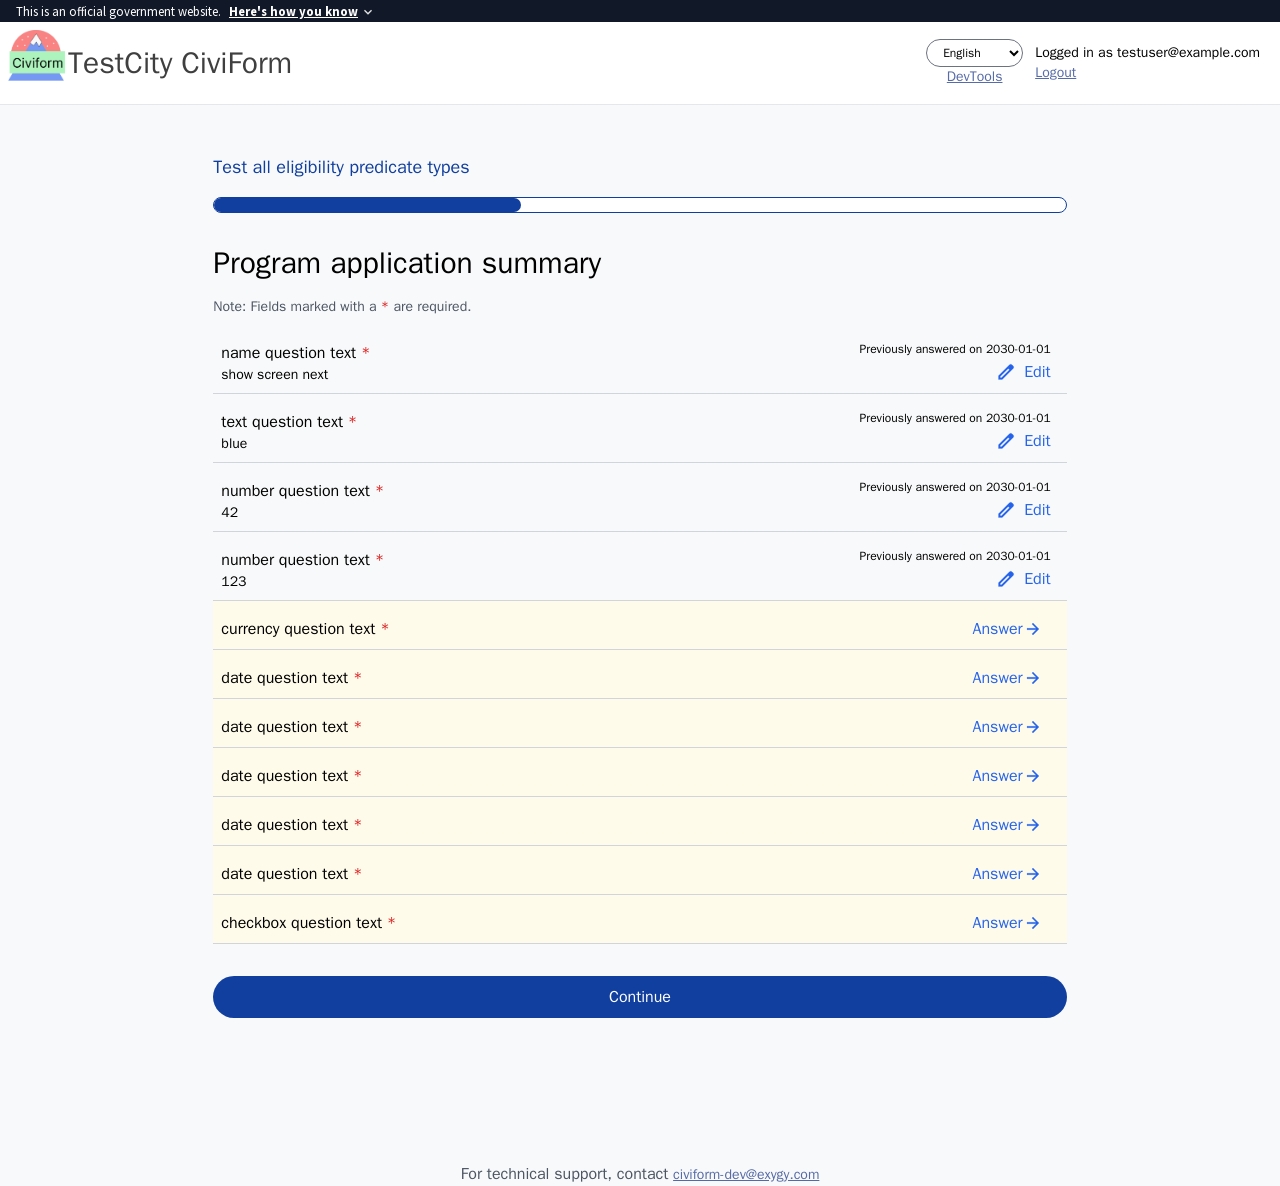 This is an official government website. Here's how you know
Civiform TestCity CiviForm
English
DevTools
Logged in as testuser@example.com
Logout
Test all eligibility predicate types
Program application summary
Note: Fields marked with a * are required.
name question text *
show screen next
Previously answered on 2030-01-01
Edit
text question text *
blue
Previously answered on 2030-01-01
Edit
number question text *
42
Previously answered on 2030-01-01
Edit
number question text *
123
Previously answered on 2030-01-01
Edit
currency question text *
Answer
date question text *
Answer
date question text *
Answer
date question text *
Answer
date question text *
Answer
date question text *
Answer
checkbox question text *
Answer
Continue
For technical support, contact civiform-dev@exygy.com